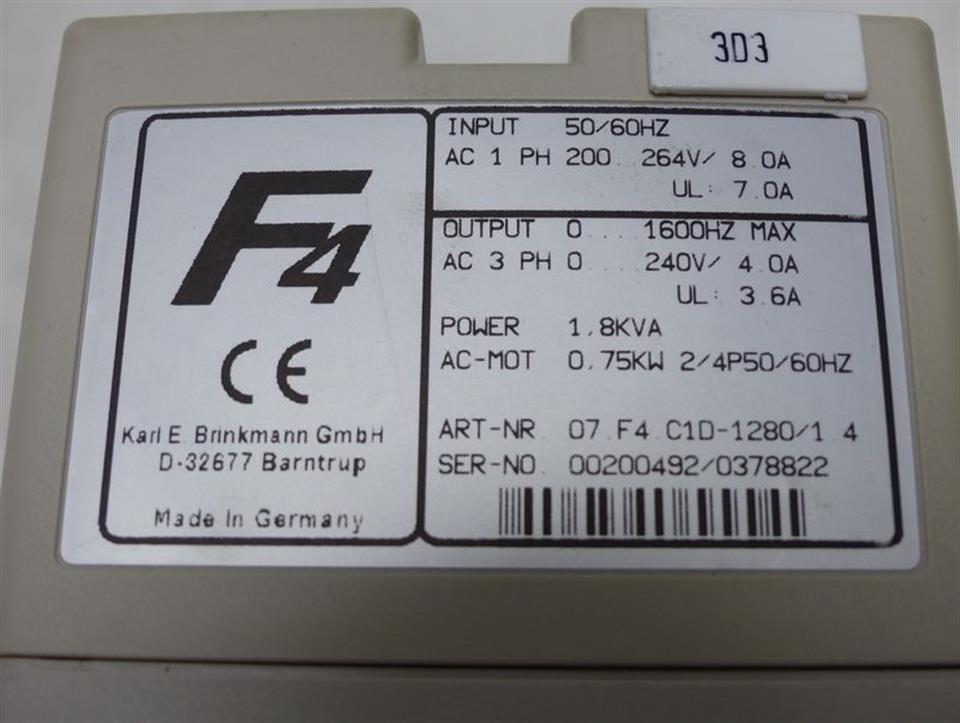 3D3
F4
CE
Karl E. Brinkmann GmbH
D-32677 Barntrup
Made In Germany
INPUT 50/60HZ
AC 1 PH 200... 264V/ 8.0A
UL: 7.0A
OUTPUT 0.... 1600HZ MAX
AC 3 PH 0.... 240V/ 4.0A
UL: 3.6A
POWER 1,8KVA
AC-MOT 0,75KW 2/4P50/60HZ
ART-NR. 07.F4.C1D-1280/1.4
SER-NO. 00200492/0378822